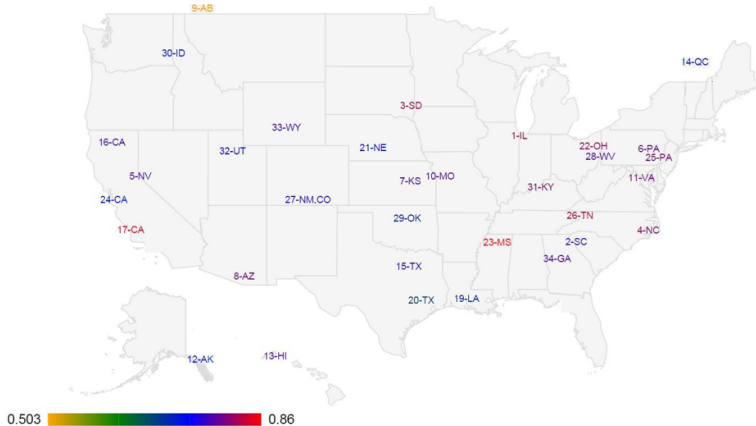 9-AB
30-ID
14-QC
3-SD
33-WY
1-IL
16-CA
32-UT
21-NE
22-OH
6-PA
28-WV
25-PA
5-NV
7-KS
10-MO
11-VA
31-KY
24-CA
27-NM,CO
29-OK
26-TN
17-CA
4-NC
23-MS
2-SC
34-GA
15-TX
8-AZ
20-TX
19-LA
12-AK
13-HI
0.503
0.86